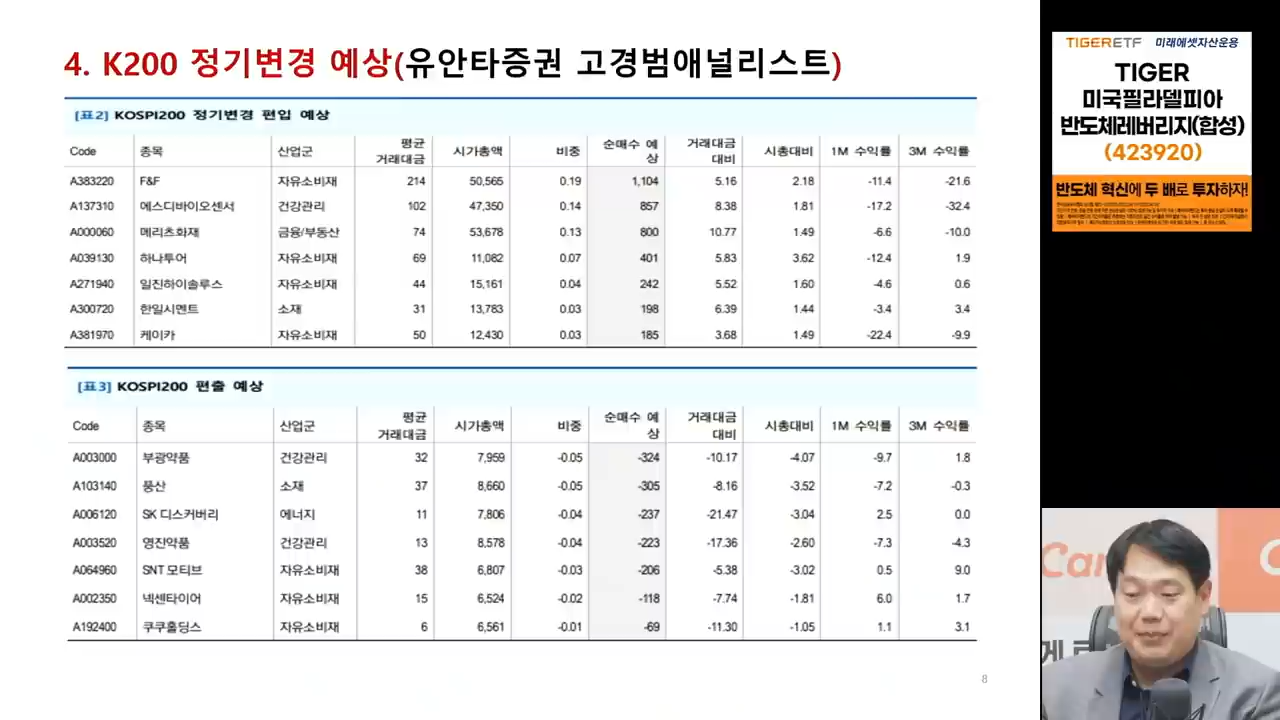 4. K200 정기변경 예상(유안타증권 고경범애널리스트)
[표2] KOSPI200 정기변경 편입 예상
Code 종목 산업군 평균 거래대금 시가총액 비중 순매수 예상 거래대금 대비 시총대비 1M 수익률 3M 수익률
A383220 F&F 자유소비재 214 50,565 0.19 1,104 5.16 2.18 -11.4 -21.6
A137310 에스디바이오센서 건강관리 102 47,350 0.14 857 8.38 1.81 -17.2 -32.4
A000060 메리츠화재 금융/부동산 74 53,678 0.13 800 10.77 1.49 -6.6 -10.0
A039130 하나투어 자유소비재 69 11,082 0.07 401 5.83 3.62 -12.4 1.9
A271940 일진하이솔루스 자유소비재 44 15,161 0.04 242 5.52 1.60 -4.6 0.6
A300720 한일시멘트 소재 31 13,783 0.03 198 6.39 1.44 -3.4 3.4
A381970 케이카 자유소비재 50 12,430 0.03 185 3.68 1.49 -22.4 -9.9
[표3] KOSPI200 편출 예상
Code 종목 산업군 평균 거래대금 시가총액 비중 순매수 예상 거래대금 대비 시총대비 1M 수익률 3M 수익률
A003000 부광약품 건강관리 32 7,959 -0.05 -324 -10.17 -4.07 -9.7 1.8
A103140 풍산 소재 37 8,660 -0.05 -305 -8.16 -3.52 -7.2 -0.3
A006120 SK 디스커버리 에너지 11 7,806 -0.04 -237 -21.47 -3.04 2.5 0.0
A003520 영진약품 건강관리 13 8,578 -0.04 -223 -17.36 -2.60 -7.3 -4.3
A064960 SNT 모티브 자유소비재 38 6,807 -0.03 -206 -5.38 -3.02 0.5 9.0
A002350 넥센타이어 자유소비재 15 6,524 -0.02 -118 -7.74 -1.81 6.0 1.7
A192400 쿠쿠홀딩스 자유소비재 6 6,561 -0.01 -69 -11.30 -1.05 1.1 3.1
8
TIGERETF 미래에셋자산운용
TIGER
미국필라델피아
반도체레버리지(합성)
(423920)
반도체 혁신에 두 배로 투자하자!